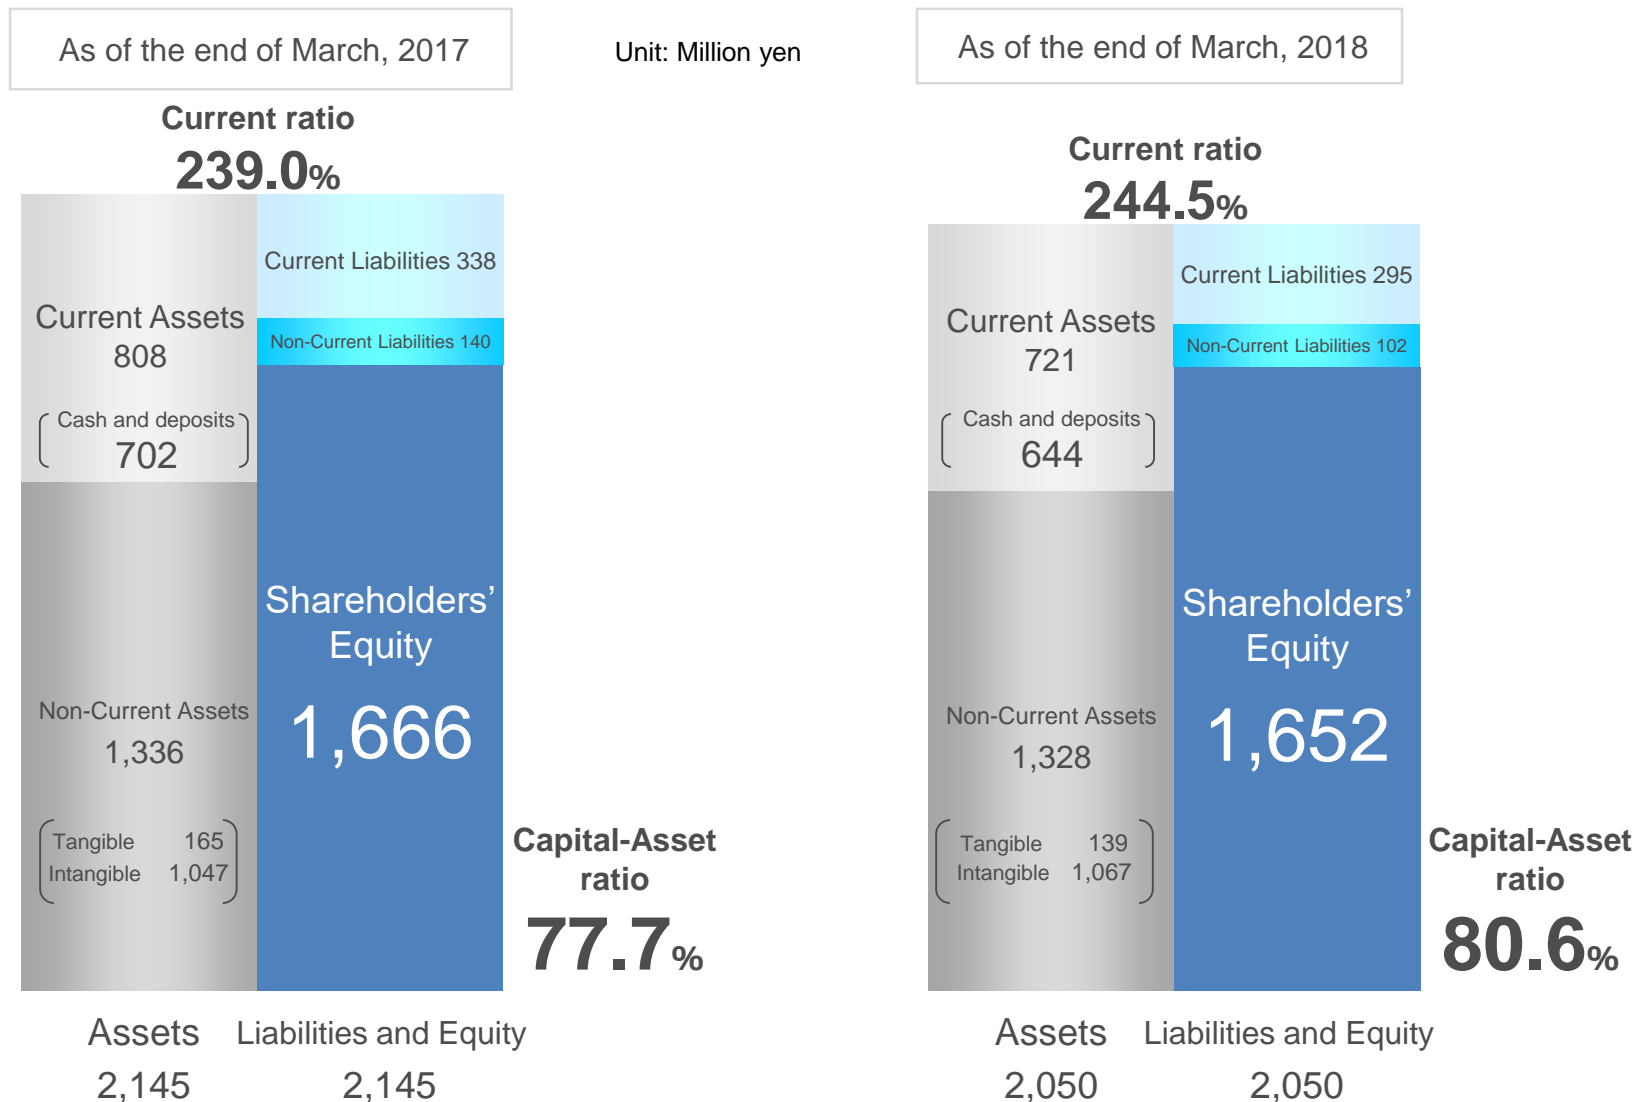 As of the end of March, 2017
Unit: Million yen
As of the end of March, 2018
Current ratio
239.0%
Current Assets
808
Cash and deposits
702
Current Liabilities 338
Non-Current Liabilities 140
Shareholders’
Equity
1,666
Non-Current Assets
1,336
Tangible 165
Intangible 1,047
Capital-Asset
ratio
77.7%
Assets
2,145
Liabilities and Equity
2,145
Current ratio
244.5%
Current Assets
721
Cash and deposits
644
Current Liabilities 295
Non-Current Liabilities 102
Shareholders’
Equity
1,652
Non-Current Assets
1,328
Tangible 139
Intangible 1,067
Capital-Asset
ratio
80.6%
Assets
2,050
Liabilities and Equity
2,050